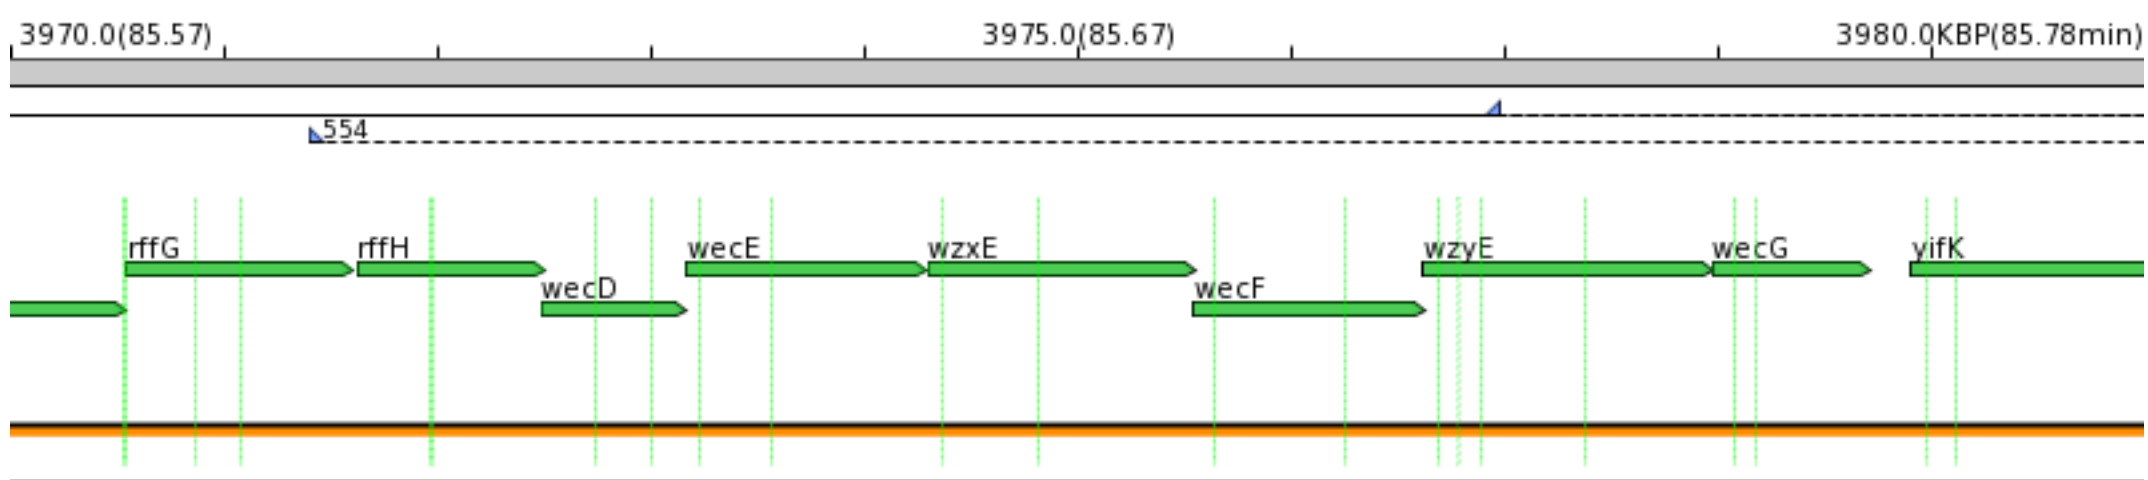 3970.0(85.57) 3975.0(85.67) 3980.0KBP(85.78min)
554
rffG rffH wecE wzxE wzyE wecG yifK
wecD wecF